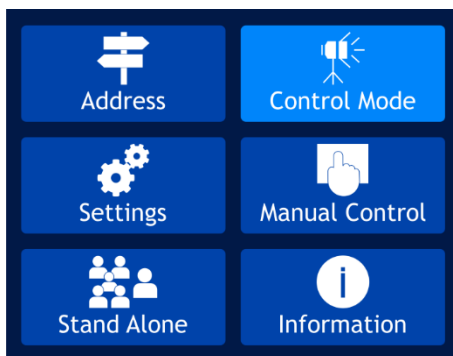 Address
Control Mode
Settings
Manual Control
Stand Alone
i
Information